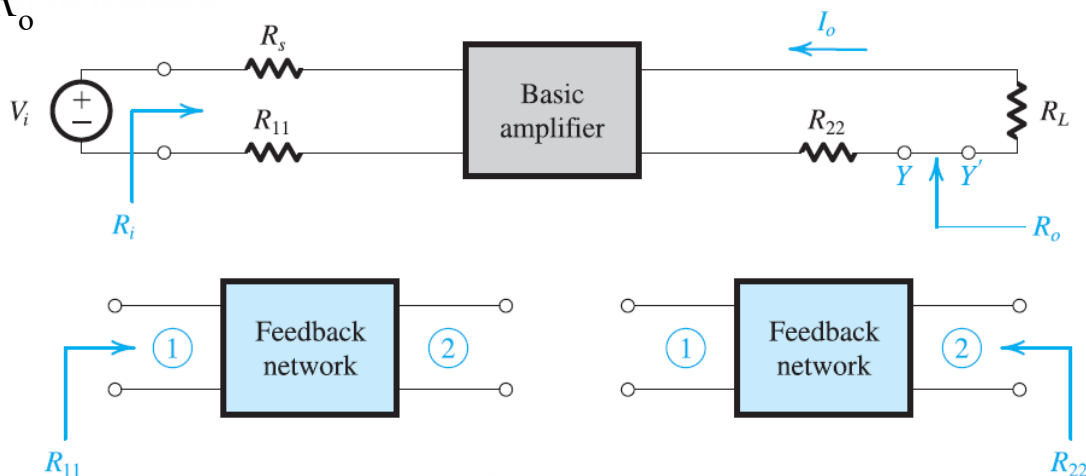 R_o
I_o
R_s
V_i
+
−
Basic
amplifier
R_11
R_22
R_L
Y Y'
R_i
R_o
1
Feedback
network
2
1
Feedback
network
2
R_11
R_22